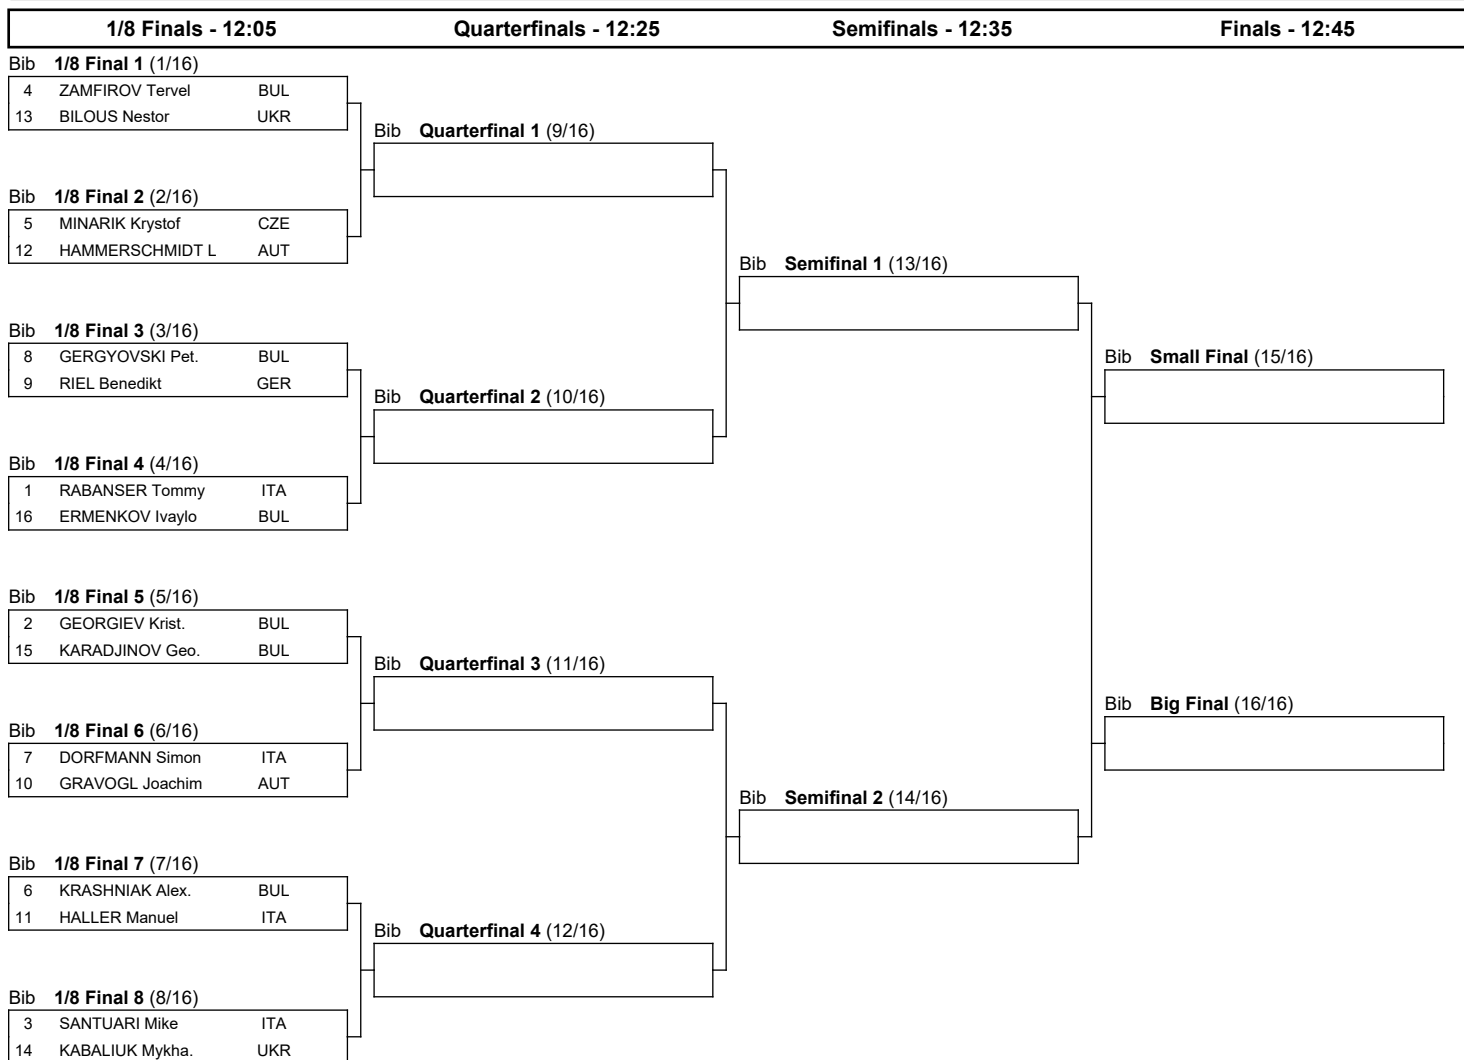 1/8 Finals - 12:05 Quarterfinals - 12:25 Semifinals - 12:35 Finals - 12:45
Bib 1/8 Final 1 (1/16)
4 ZAMFIROV Tervel BUL
13 BILOUS Nestor UKR
Bib 1/8 Final 2 (2/16)
5 MINARIK Krystof CZE
12 HAMMERSCHMIDT L AUT
Bib 1/8 Final 3 (3/16)
8 GERGYOVSKI Pet. BUL
9 RIEL Benedikt GER
Bib 1/8 Final 4 (4/16)
1 RABANSER Tommy ITA
16 ERMENKOV Ivaylo BUL
Bib 1/8 Final 5 (5/16)
2 GEORGIEV Krist. BUL
15 KARADJINOV Geo. BUL
Bib 1/8 Final 6 (6/16)
7 DORFMANN Simon ITA
10 GRAVOGL Joachim AUT
Bib 1/8 Final 7 (7/16)
6 KRASHNIAK Alex. BUL
11 HALLER Manuel ITA
Bib 1/8 Final 8 (8/16)
3 SANTUARI Mike ITA
14 KABALIUK Mykha. UKR
Bib Quarterfinal 1 (9/16)
Bib Quarterfinal 2 (10/16)
Bib Quarterfinal 3 (11/16)
Bib Quarterfinal 4 (12/16)
Bib Semifinal 1 (13/16)
Bib Semifinal 2 (14/16)
Bib Small Final (15/16)
Bib Big Final (16/16)